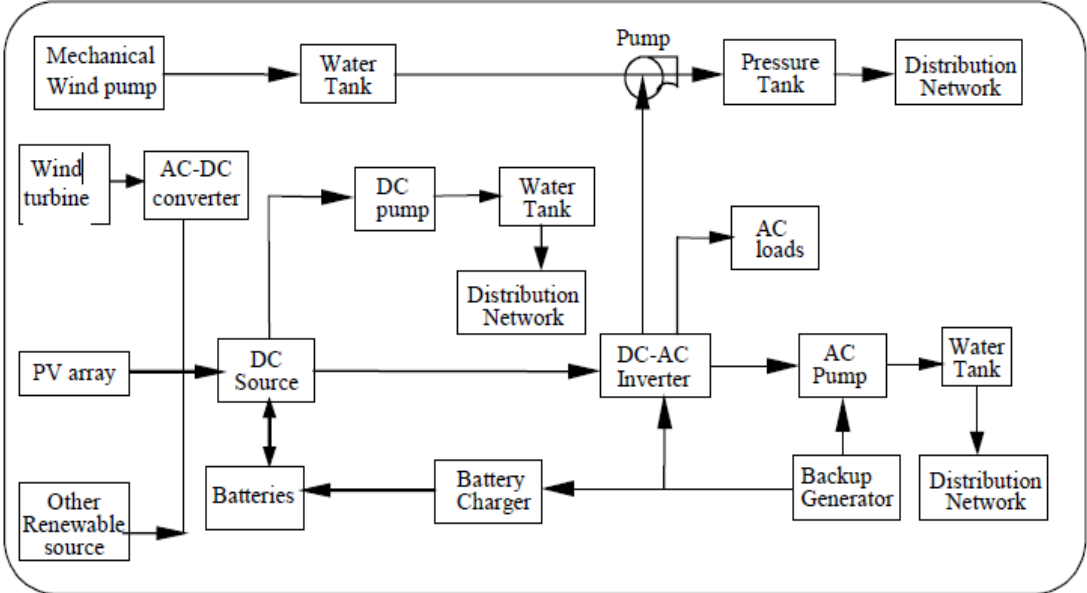 Mechanical
Wind pump
Water
Tank
Pump
Pressure
Tank
Distribution
Network
Wind
turbine
AC-DC
converter
DC
pump
Water
Tank
AC
loads
Distribution
Network
PV array
DC
Source
DC-AC
Inverter
AC
Pump
Water
Tank
Batteries
Battery
Charger
Backup
Generator
Distribution
Network
Other
Renewable
source